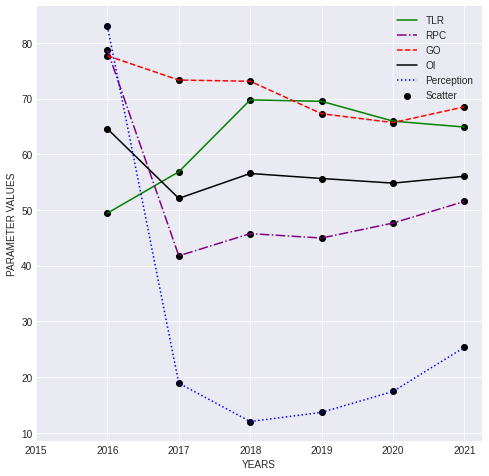 TLR
RPC
GO
OI
Perception
Scatter
PARAMETER VALUES
80
70
60
50
40
30
20
10
2015 2016 2017 2018 2019 2020 2021
YEARS